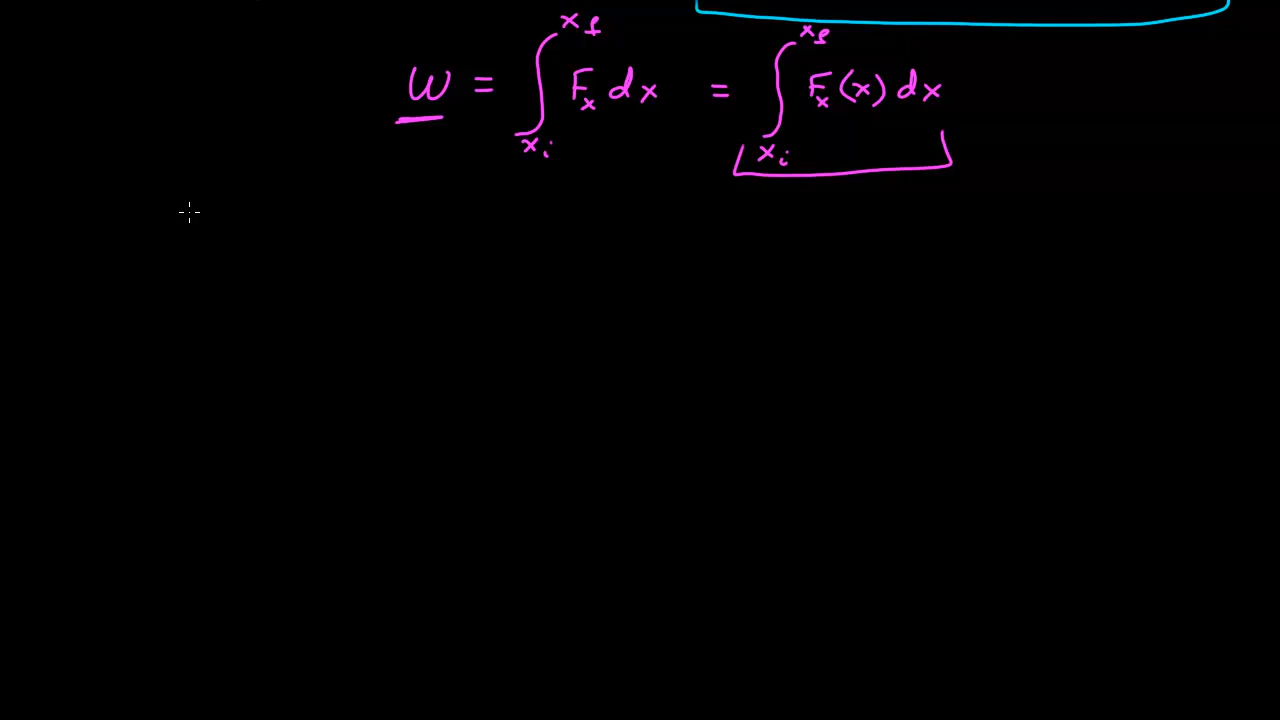 W = ∫_{x_i}^{x_f} F_x dx = ∫_{x_i}^{x_f} F_x(x) dx